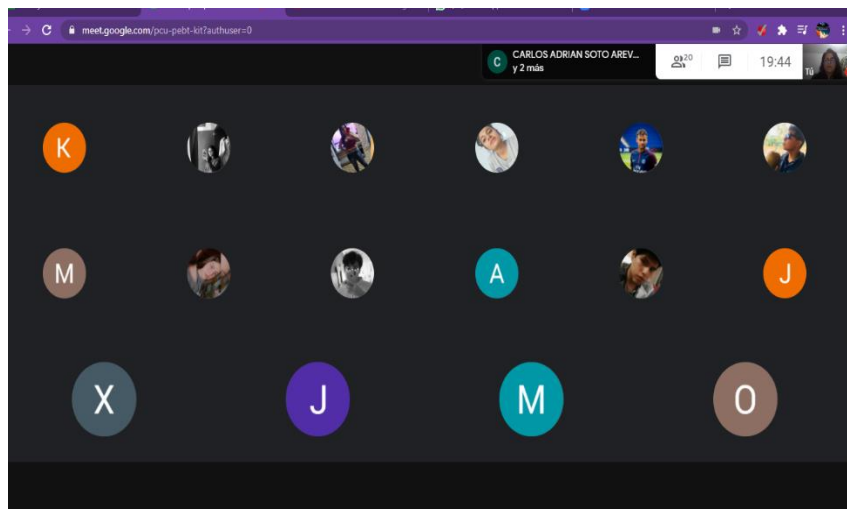 meet.google.com/pcu-pebt-kit?authuser=0
C
CARLOS ADRIAN SOTO AREV...
y 2 más
20
19:44
Tú
K
M
A
J
X
J
M
O